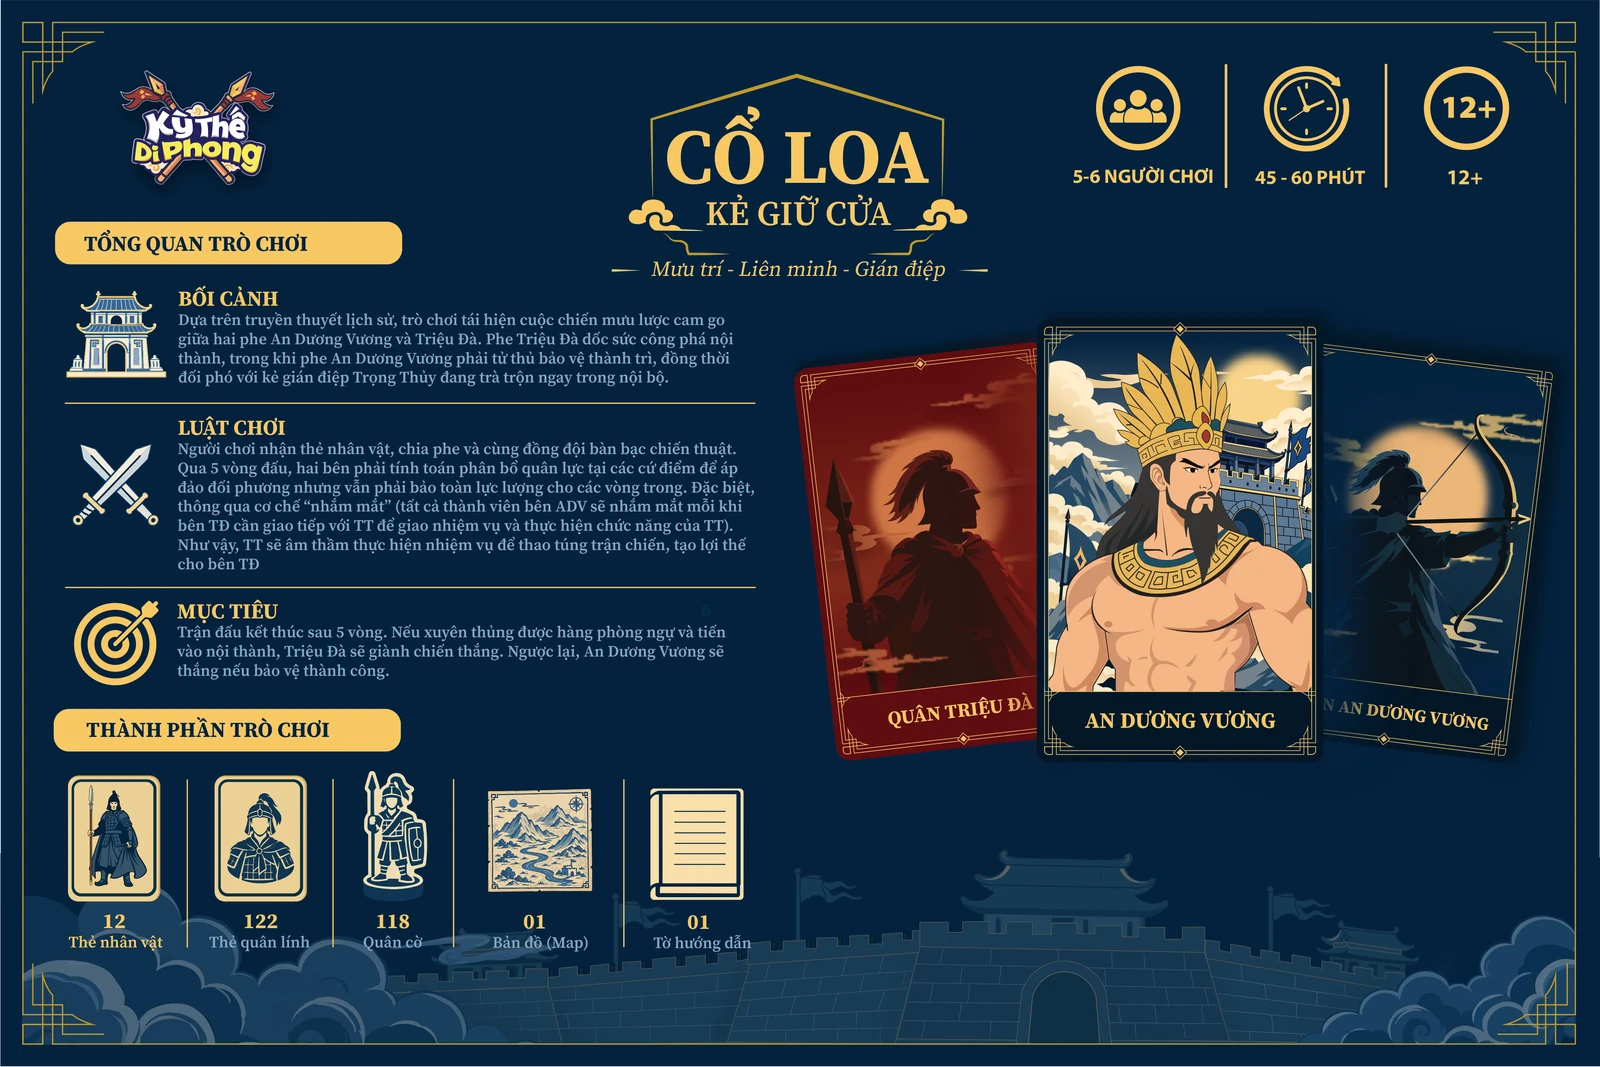 Kỳ Thế
Dị Phong
CỔ LOA
KẺ GIỮ CỬA
Mưu trí - Liên minh - Gián điệp
12+
5-6 NGƯỜI CHƠI
45 - 60 PHÚT
12+
TỔNG QUAN TRÒ CHƠI
BỐI CẢNH
Dựa trên truyền thuyết lịch sử, trò chơi tái hiện cuộc chiến mưu lược cam go
giữa hai phe An Dương Vương và Triệu Đà. Phe Triệu Đà dốc sức công phá nội
thành, trong khi phe An Dương Vương phải tử thủ bảo vệ thành trì, đồng thời
đối phó với kẻ gián điệp Trọng Thủy đang trà trộn ngay trong nội bộ.
LUẬT CHƠI
Người chơi nhận thẻ nhân vật, chia phe và cùng đồng đội bàn bạc chiến thuật.
Qua 5 vòng đấu, hai bên phải tính toán phân bổ quân lực tại các cứ điểm để áp
đảo đối phương nhưng vẫn phải bảo toàn lực lượng cho các vòng trong. Đặc biệt,
thông qua cơ chế “nhắm mắt” (tất cả thành viên bên ADV sẽ nhắm mắt mỗi khi
bên TĐ cần giao tiếp với TT để giao nhiệm vụ và thực hiện chức năng của TT).
Như vậy, TT sẽ âm thầm thực hiện nhiệm vụ để thao túng trận chiến, tạo lợi thế
cho bên TĐ
6
MỤC TIÊU
Trận đấu kết thúc sau 5 vòng. Nếu xuyên thủng được hàng phòng ngự và tiến
vào nội thành, Triệu Đà sẽ giành chiến thắng. Ngược lại, An Dương Vương sẽ
thắng nếu bảo vệ thành công.
QUÂN TRIỆU ĐÀ
AN DƯƠNG VƯƠNG
N AN DƯƠNG VƯƠNG
THÀNH PHẦN TRÒ CHƠI
12
Thẻ nhân vật
122
Thẻ quân lính
118
Quân cờ
01
Bản đồ (Map)
01
Tờ hướng dẫn